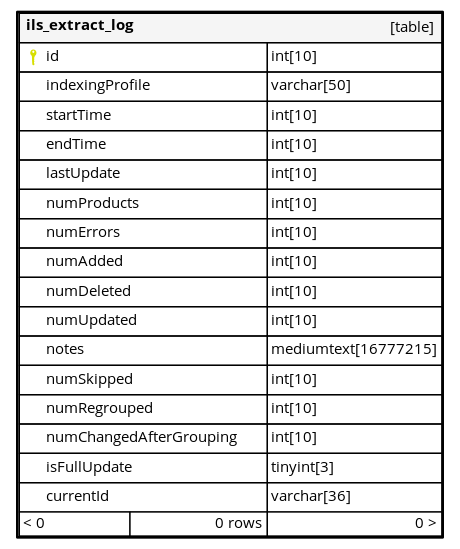 ils_extract_log [table]
id int[10]
indexingProfile varchar[50]
startTime int[10]
endTime int[10]
lastUpdate int[10]
numProducts int[10]
numErrors int[10]
numAdded int[10]
numDeleted int[10]
numUpdated int[10]
notes mediumtext[16777215]
numSkipped int[10]
numRegrouped int[10]
numChangedAfterGrouping int[10]
isFullUpdate tinyint[3]
currentId varchar[36]
< 0 0 rows 0 >